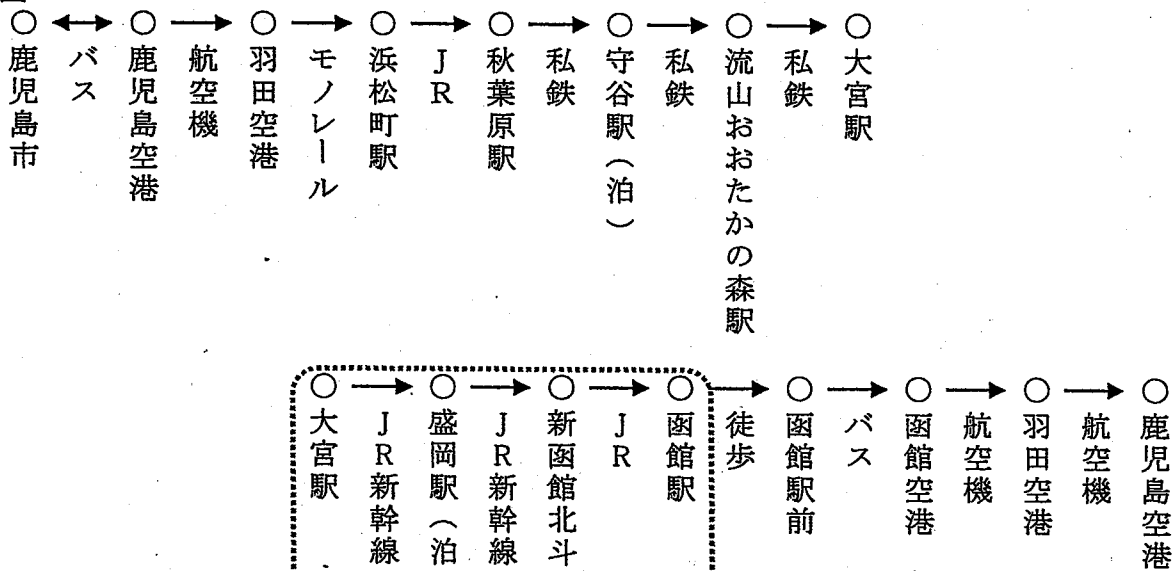 ○鹿児島市 ←→ バス ○鹿児島空港 → 航空機 ○羽田空港 → モノレール ○浜松町駅 → JR ○秋葉原駅 → 私鉄 ○守谷駅(泊) → 私鉄 ○流山おおたかの森駅 → 私鉄 ○大宮駅
○大宮駅 → JR新幹線 ○盛岡駅(泊 → JR新幹線 ○新函館北斗 → JR ○函館駅 → 徒歩 ○函館駅前 → バス ○函館空港 → 航空機 ○羽田空港 → 航空機 ○鹿児島空港